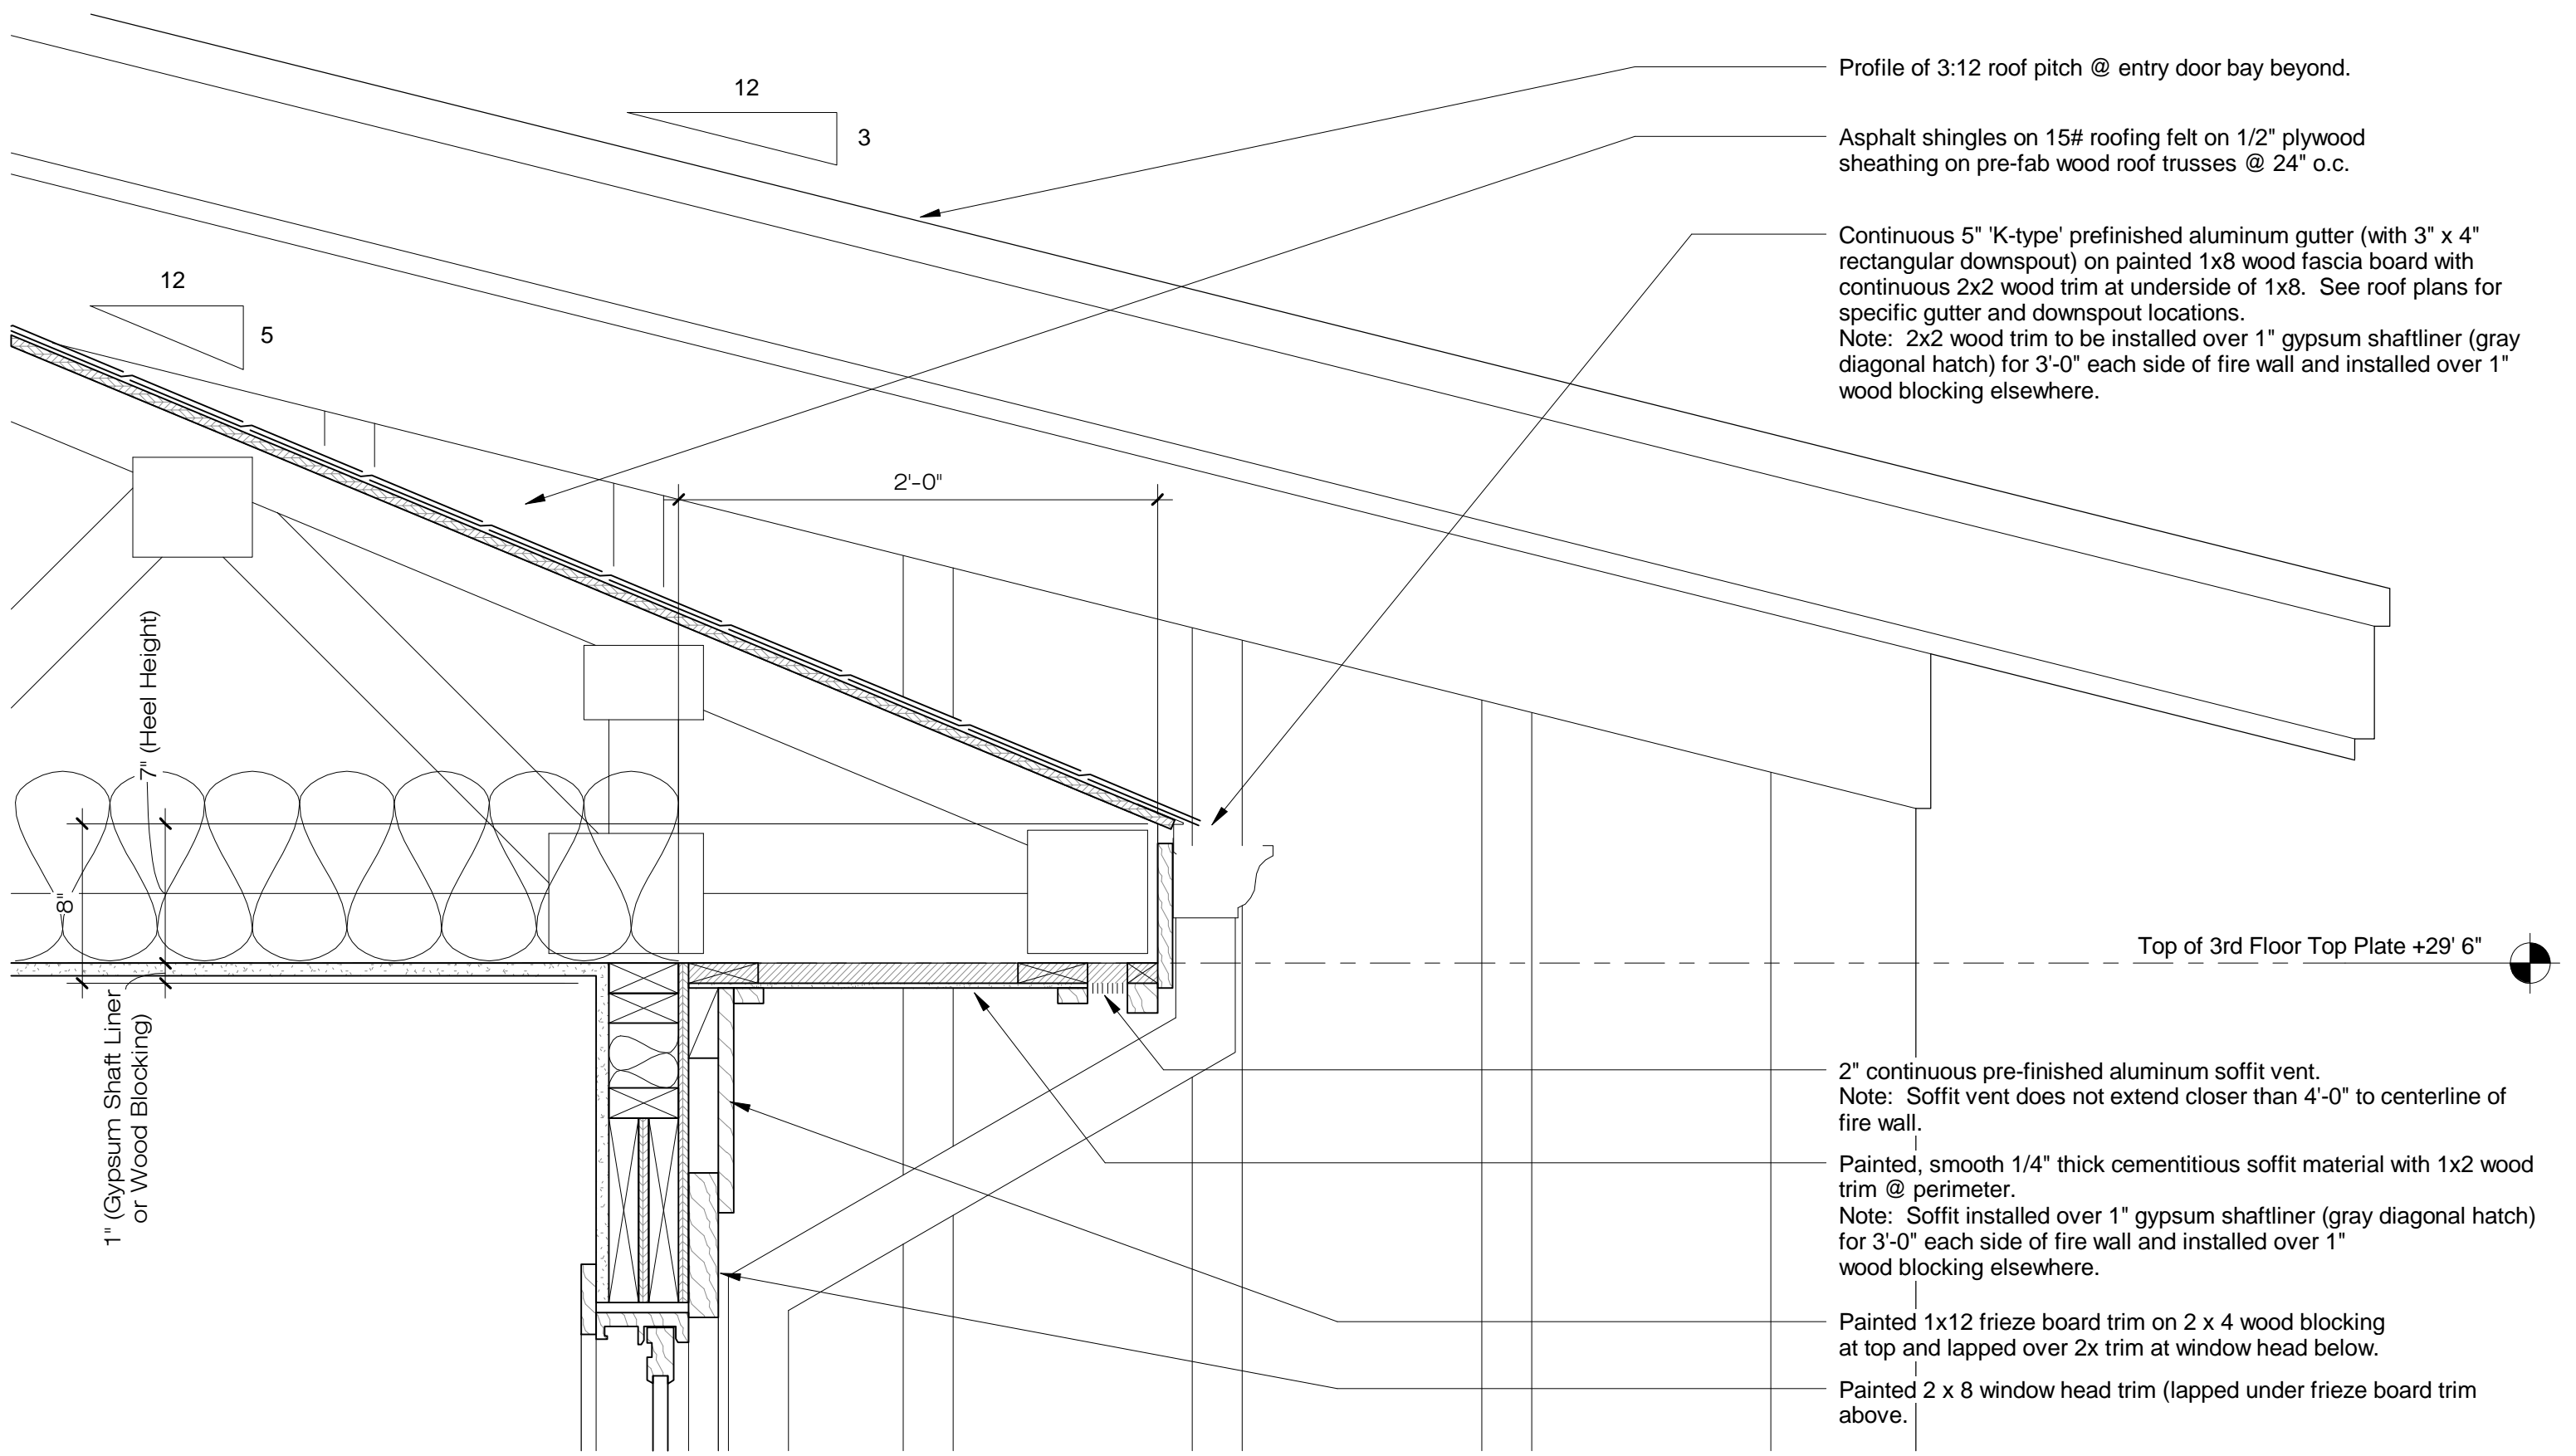 12
3
12
5
2'-0"
7" (Heel Height)
8"
1" (Gypsum Shaft Liner
or Wood Blocking)
Profile of 3:12 roof pitch @ entry door bay beyond.
Asphalt shingles on 15# roofing felt on 1/2" plywood
sheathing on pre-fab wood roof trusses @ 24" o.c.
Continuous 5" 'K-type' prefinished aluminum gutter (with 3" x 4"
rectangular downspout) on painted 1x8 wood fascia board with
continuous 2x2 wood trim at underside of 1x8.  See roof plans for
specific gutter and downspout locations.
Note:  2x2 wood trim to be installed over 1" gypsum shaftliner (gray
diagonal hatch) for 3'-0" each side of fire wall and installed over 1"
wood blocking elsewhere.
Top of 3rd Floor Top Plate +29' 6"
2" continuous pre-finished aluminum soffit vent.
Note:  Soffit vent does not extend closer than 4'-0" to centerline of
fire wall.
Painted, smooth 1/4" thick cementitious soffit material with 1x2 wood
trim @ perimeter.
Note:  Soffit installed over 1" gypsum shaftliner (gray diagonal hatch)
for 3'-0" each side of fire wall and installed over 1"
wood blocking elsewhere.
Painted 1x12 frieze board trim on 2 x 4 wood blocking
at top and lapped over 2x trim at window head below.
Painted 2 x 8 window head trim (lapped under frieze board trim
above.